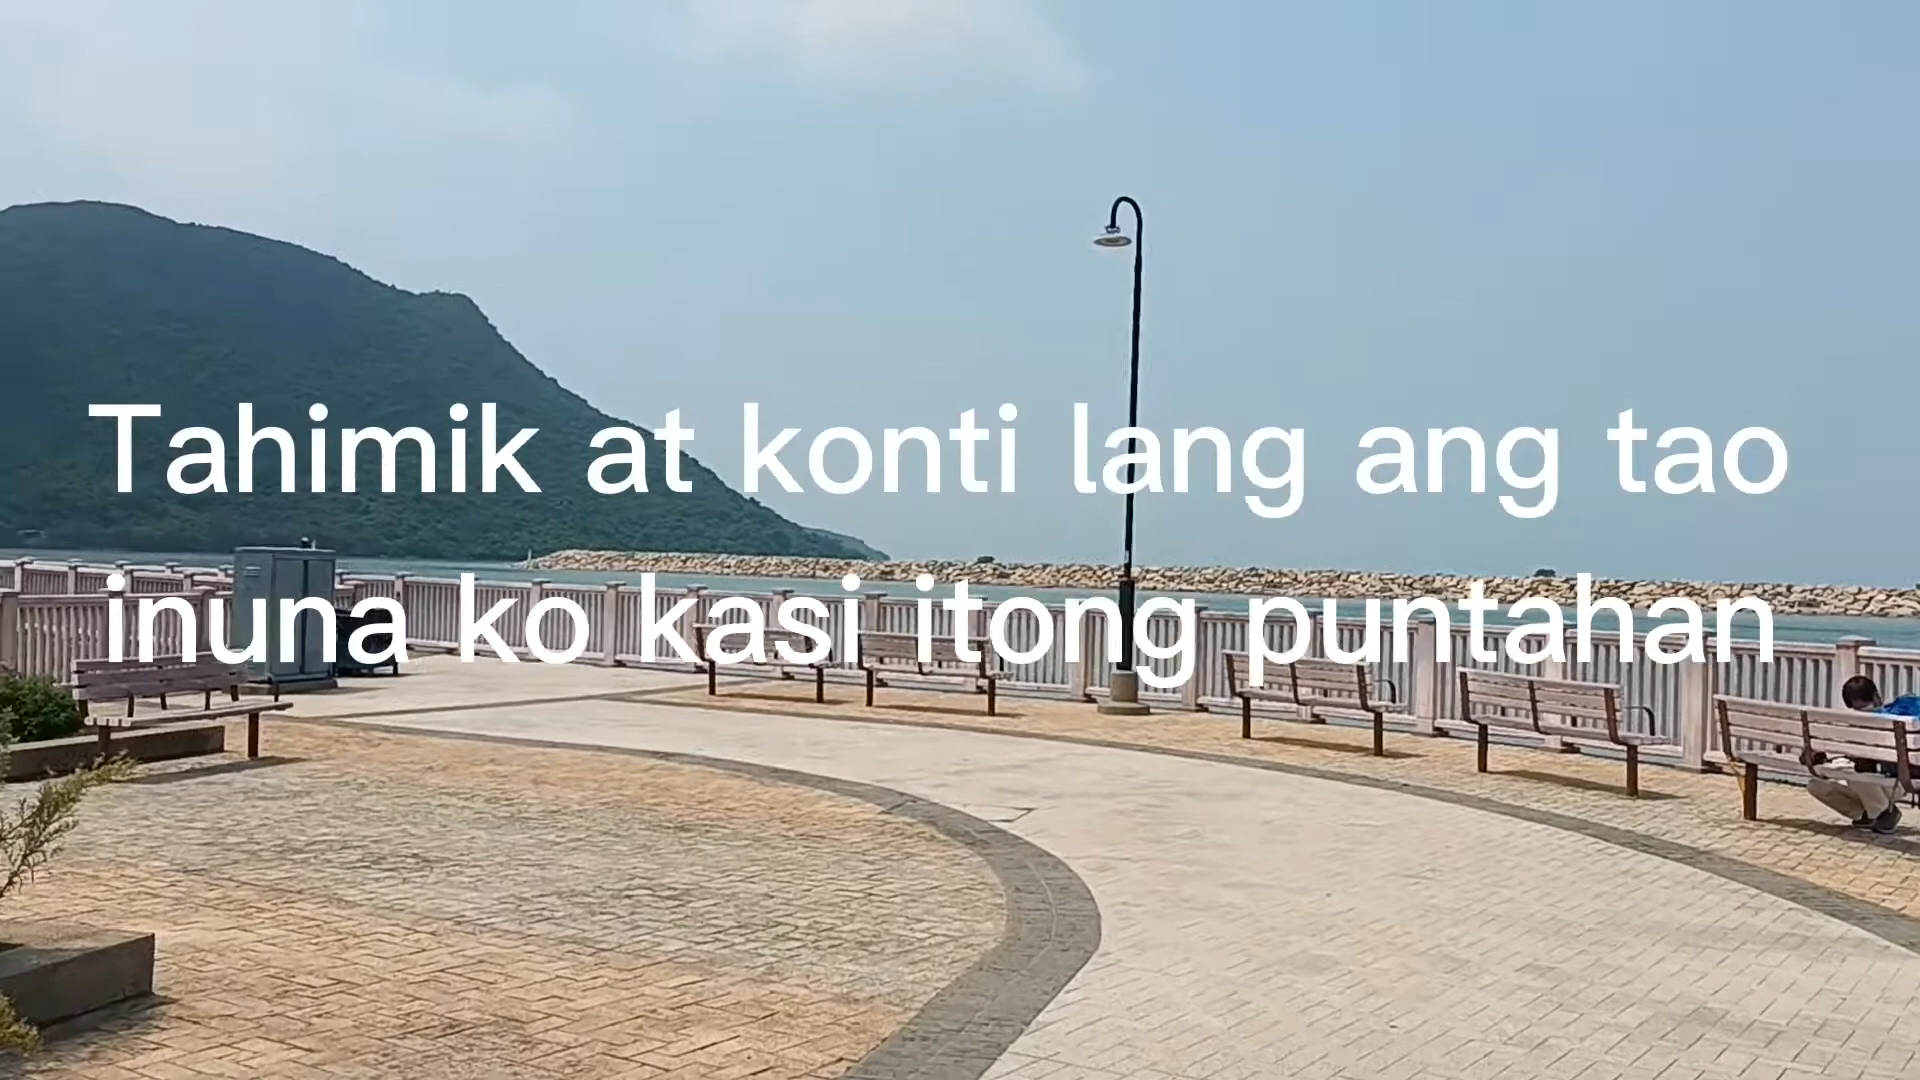 Tahimik at konti lang ang tao
inuna ko kasi itong puntahan